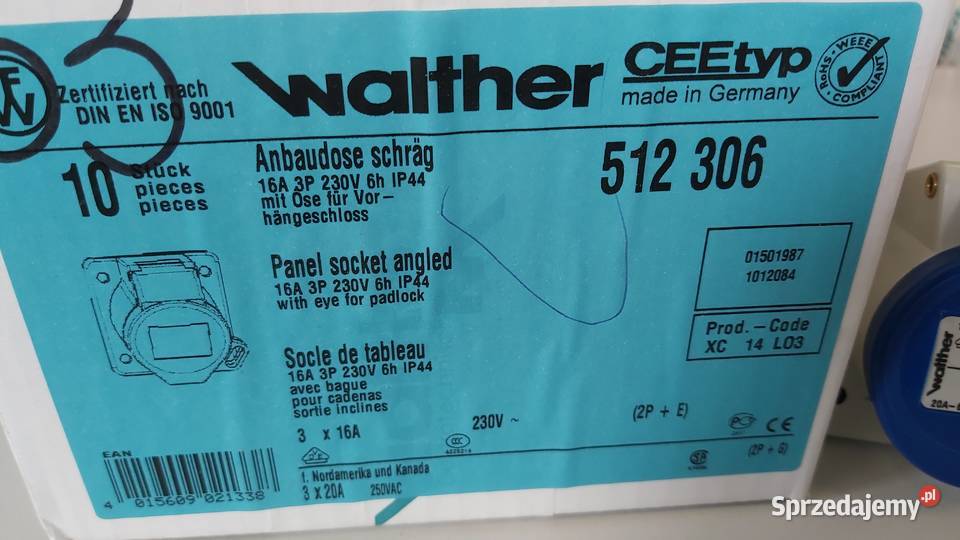 Zertifiziert nach
DIN EN ISO 9001
walther
CEEtyp
made in Germany
RoHS WEEE
COMPLIANT
03
10 Stück
pieces
pieces
Anbaudose schräg
16A 3P 230V 6h IP44
mit Öse für Vor-
hängeschloss
512 306
Panel socket angled
16A 3P 230V 6h IP44
with eye for padlock
01501987
1012084
Prod.-Code
XC 14 L03
Socle de tableau
16A 3P 230V 6h IP44
avec bague
pour cadenas
sortie inclines
3 x 16A
230V ~
(2P + E)
CE
f. Nordamerika und Kanada
3 x 20A
250VAC
(2P + G)
EAN
4 015609 021338
walther
Sprzedajemy.pl